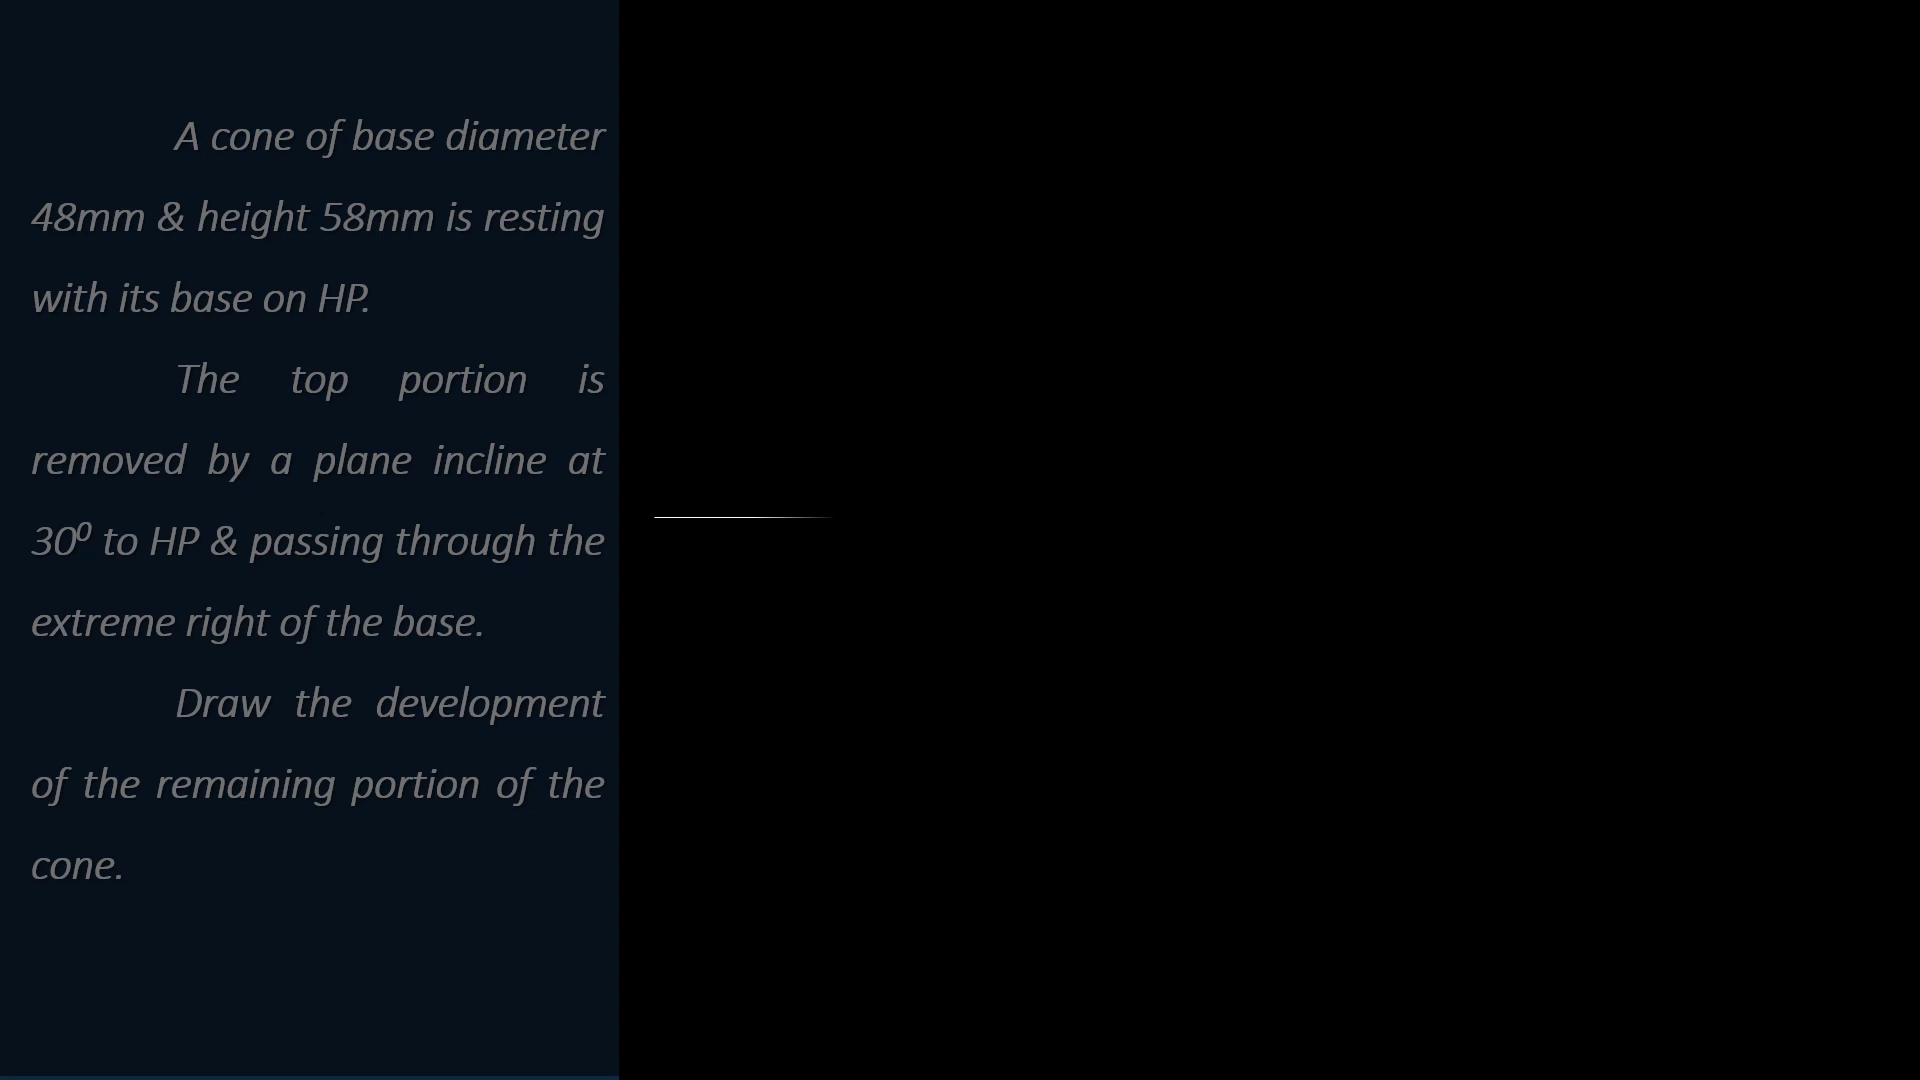 A cone of base diameter
48mm & height 58mm is resting
with its base on HP.
The top portion is
removed by a plane incline at
30⁰ to HP & passing through the
extreme right of the base.
Draw the development
of the remaining portion of the
cone.